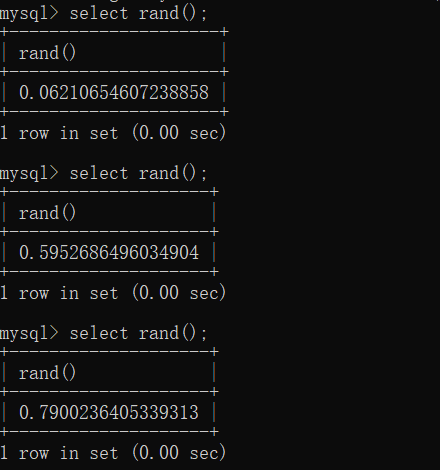 mysql> select rand();
+---------------------+
| rand()              |
+---------------------+
| 0.06210654607238858 |
+---------------------+
1 row in set (0.00 sec)

mysql> select rand();
+--------------------+
| rand()             |
+--------------------+
| 0.5952686496034904 |
+--------------------+
1 row in set (0.00 sec)

mysql> select rand();
+--------------------+
| rand()             |
+--------------------+
| 0.7900236405339313 |
+--------------------+
1 row in set (0.00 sec)